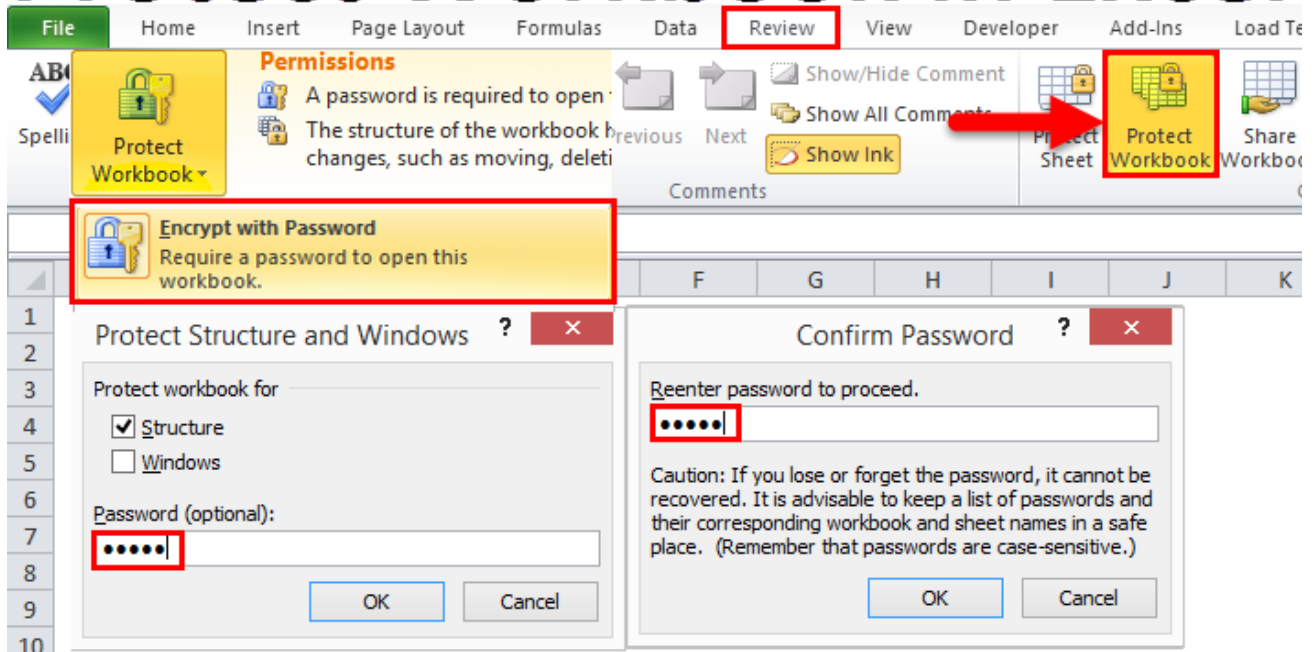 File Home Insert Page Layout Formulas Data Review View Developer Add-Ins Load Te
Permissions
A password is required to open
The structure of the workbook h
changes, such as moving, deleti
ABC
Spelli
Protect
Workbook
Previous Next
Show/Hide Comment
Show All Comments
Show Ink
Comments
Protect
Sheet
Protect
Workbook
Share
Workboo
Encrypt with Password
Require a password to open this
workbook.
F G H I J K
1
2
3
4
5
6
7
8
9
10
Protect Structure and Windows ? ×
Protect workbook for
Structure
Windows
Password (optional):
•••••
OK Cancel
Confirm Password ? ×
Reenter password to proceed.
•••••
Caution: If you lose or forget the password, it cannot be
recovered. It is advisable to keep a list of passwords and
their corresponding workbook and sheet names in a safe
place. (Remember that passwords are case-sensitive.)
OK Cancel